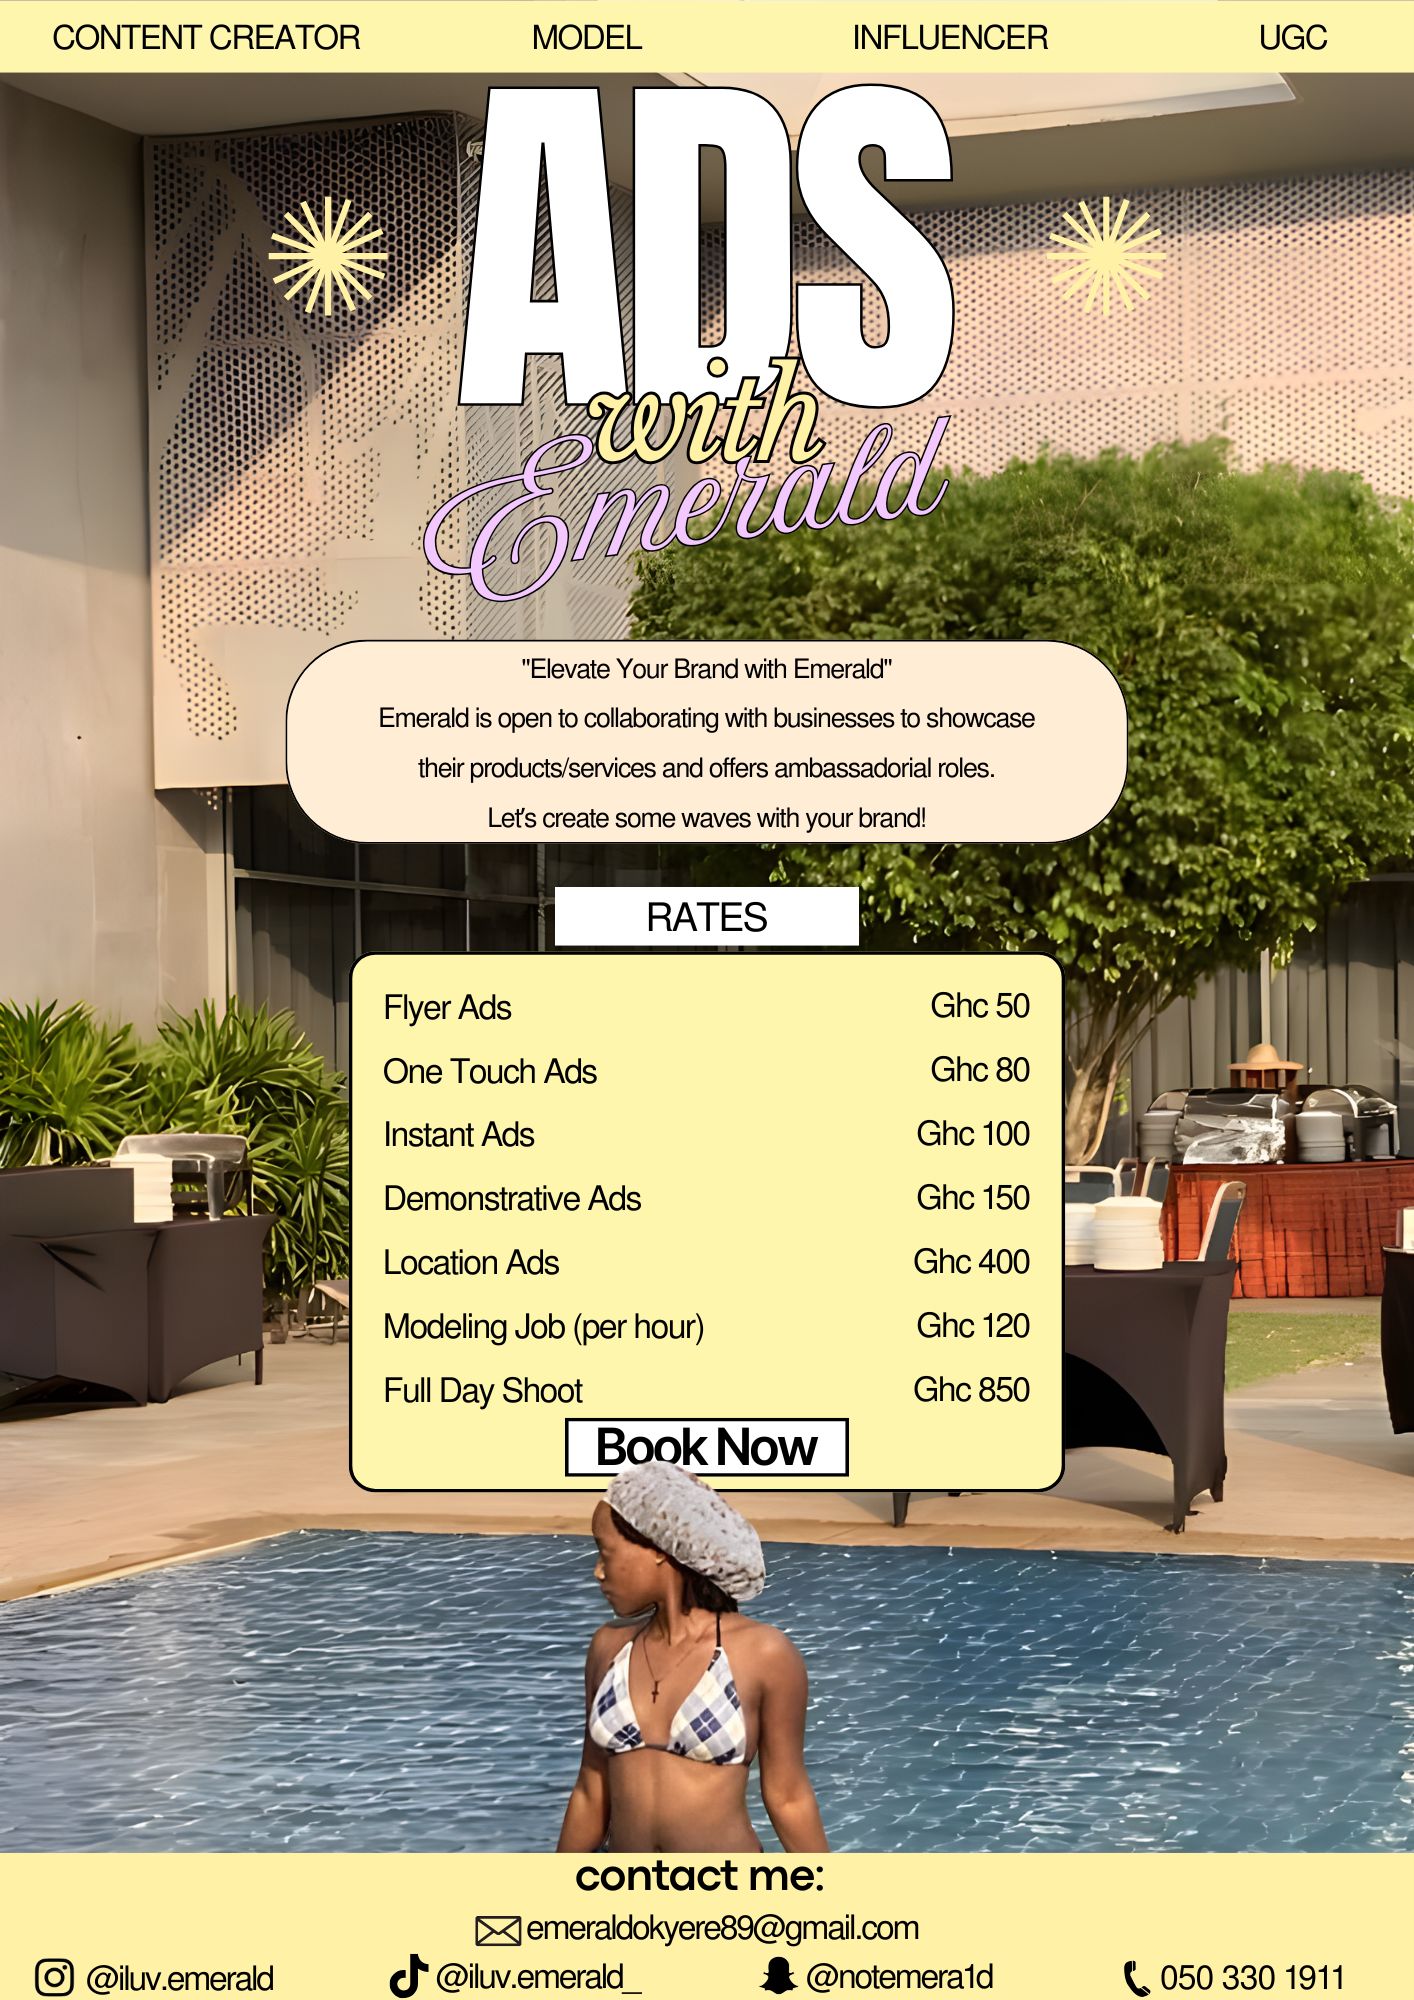 CONTENT CREATOR MODEL INFLUENCER UGC
ADS
with
Emerald
"Elevate Your Brand with Emerald"
Emerald is open to collaborating with businesses to showcase
their products/services and offers ambassadorial roles.
Let's create some waves with your brand!
RATES
Flyer Ads Ghc 50
One Touch Ads Ghc 80
Instant Ads Ghc 100
Demonstrative Ads Ghc 150
Location Ads Ghc 400
Modeling Job (per hour) Ghc 120
Full Day Shoot Ghc 850
Book Now
contact me:
emeraldokyere89@gmail.com
@iluv.emerald @iluv.emerald_ @notemera1d 050 330 1911